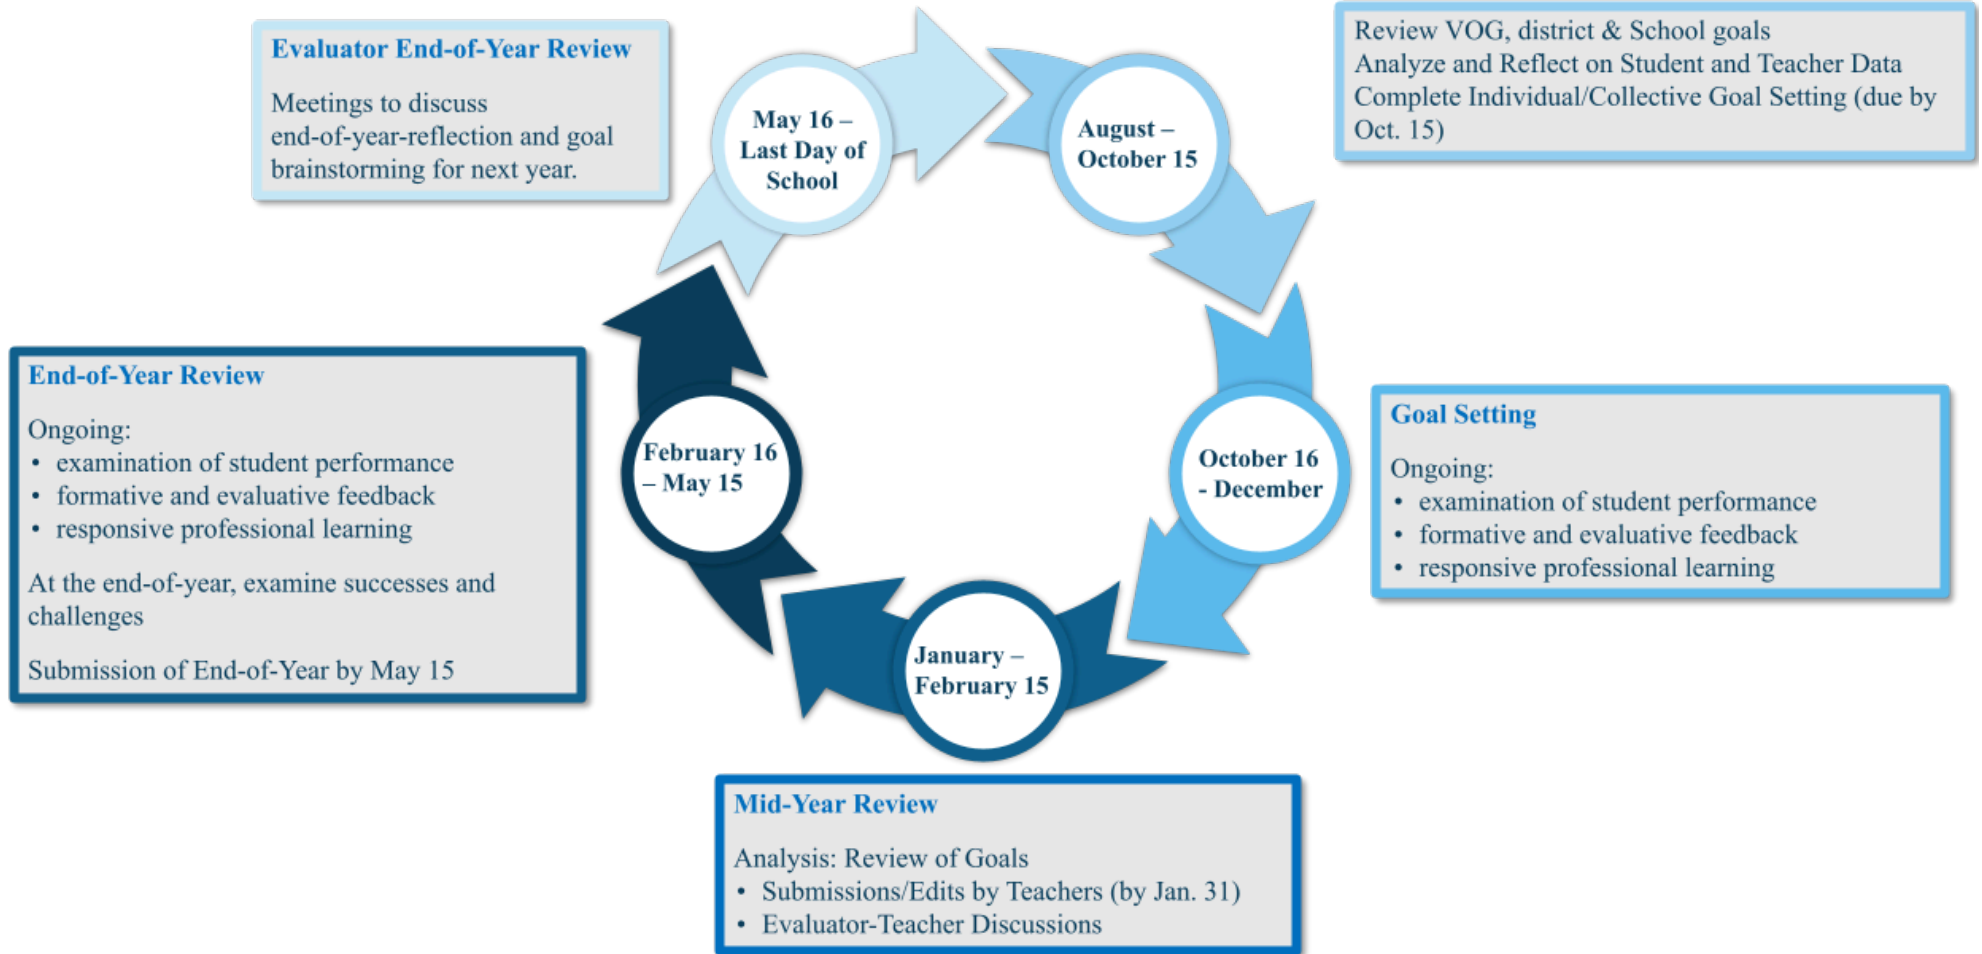 Evaluator End-of-Year Review
Meetings to discuss
end-of-year-reflection and goal
brainstorming for next year.
May 16 –
Last Day of
School
August –
October 15
Review VOG, district & School goals
Analyze and Reflect on Student and Teacher Data
Complete Individual/Collective Goal Setting (due by
Oct. 15)
End-of-Year Review
Ongoing:
• examination of student performance
• formative and evaluative feedback
• responsive professional learning
At the end-of-year, examine successes and
challenges
Submission of End-of-Year by May 15
February 16
– May 15
October 16
- December
Goal Setting
Ongoing:
• examination of student performance
• formative and evaluative feedback
• responsive professional learning
January –
February 15
Mid-Year Review
Analysis: Review of Goals
• Submissions/Edits by Teachers (by Jan. 31)
• Evaluator-Teacher Discussions